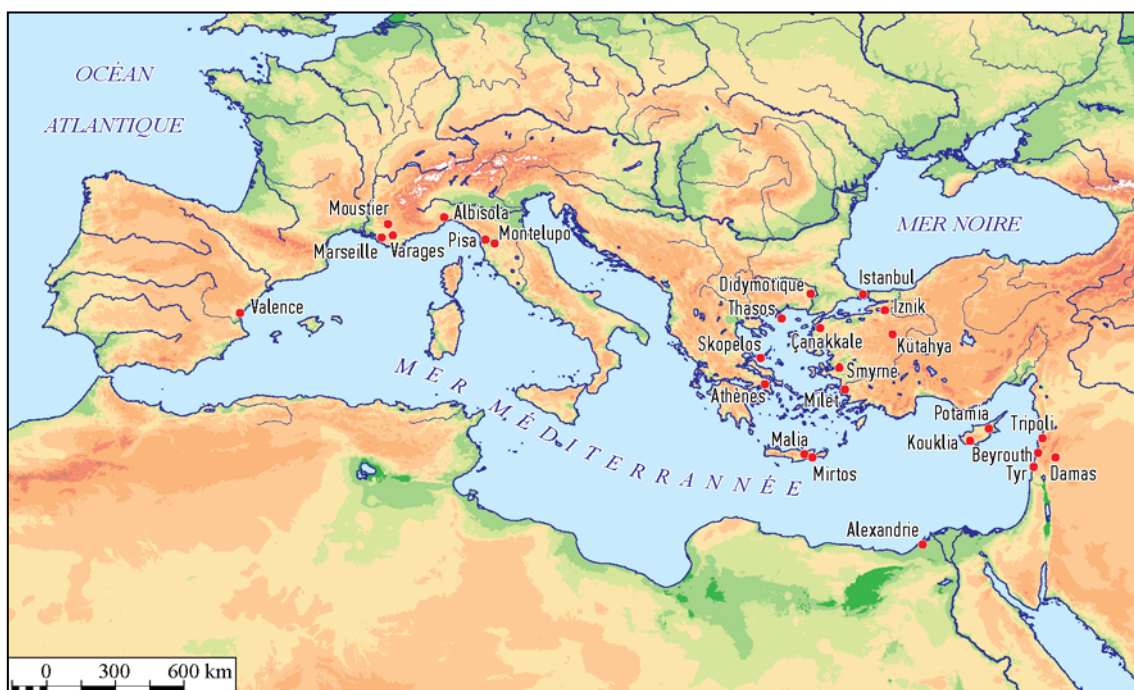 OCÉAN
ATLANTIQUE
MER NOIRE
MER MÉDITERRANNÉE
Moustier
Albisola
Marseille
Varages
Pisa
Montelupo
Valence
Didymotique
Istanbul
Thasos
Iznik
Çanakkale
Skopelos
Kütahya
Smyrne
Athènes
Milet
Potamia
Tripoli
Kouklia
Malia
Mirtos
Beyrouth
Tyr
Damas
Alexandrie
0 300 600 km